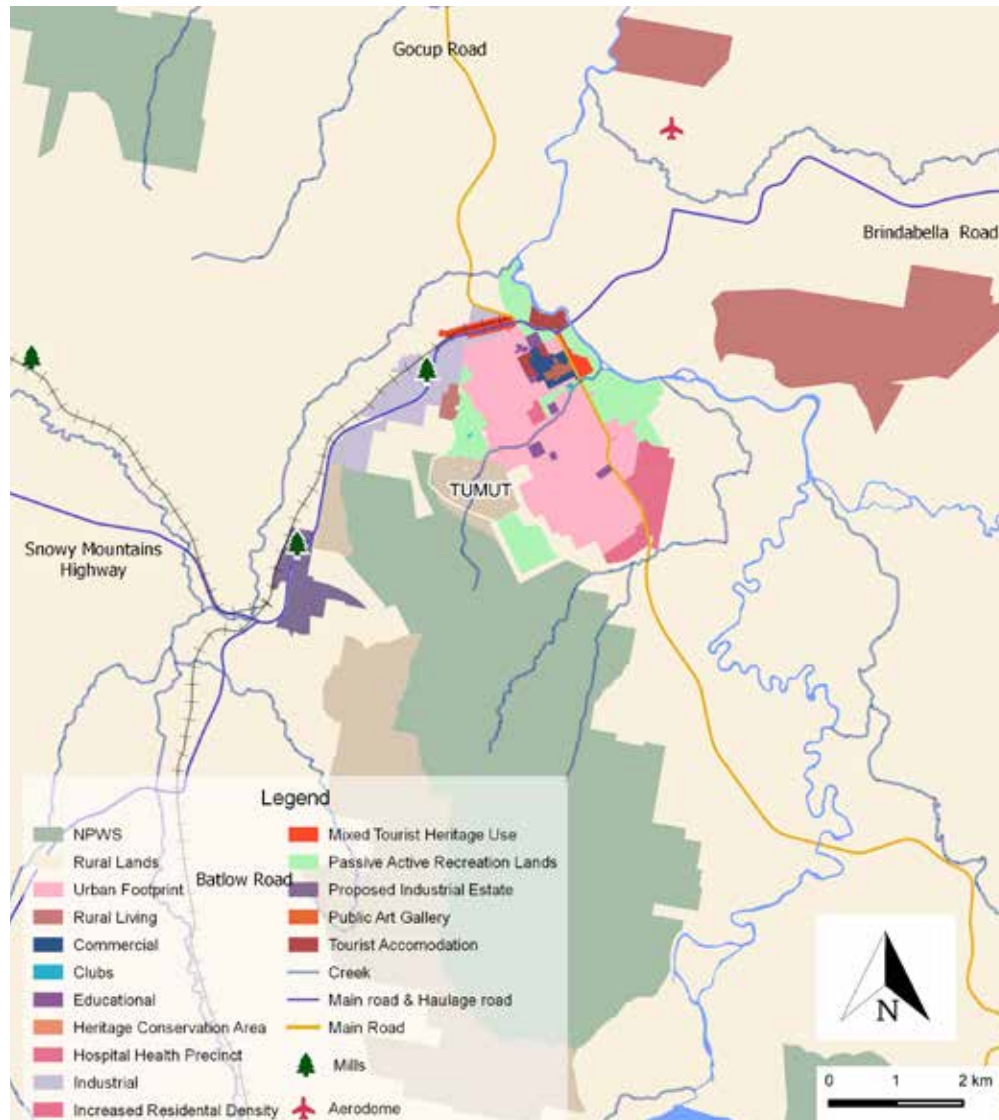 Gocup Road
Brindabella Road
TUMUT
Snowy Mountains
Highway
Batlow Road
Legend
NPWS
Rural Lands
Urban Footprint
Rural Living
Commercial
Clubs
Educational
Heritage Conservation Area
Hospital Health Precinct
Industrial
Increased Residental Density
Mixed Tourist Heritage Use
Passive Active Recreation Lands
Proposed Industrial Estate
Public Art Gallery
Tourist Accomodation
Creek
Main road & Haulage road
Main Road
Mills
Aerodome
N
0 1 2 km